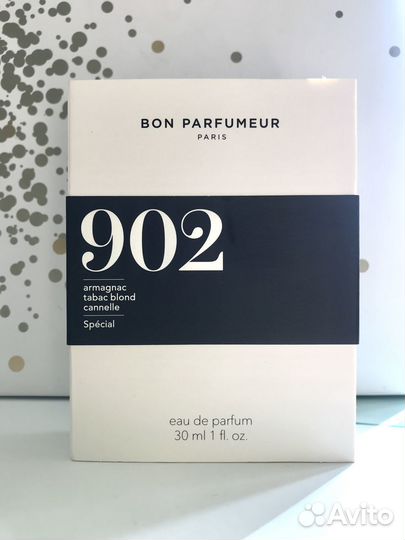 BON PARFUMEUR
PARIS
902
armagnac
tabac blond
cannelle
Spécial
eau de parfum
30 ml 1 fl. oz.
Avito